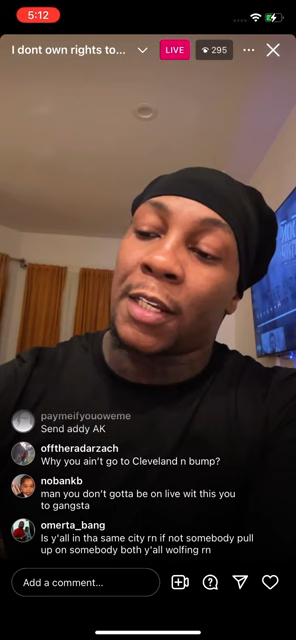 5:12
I dont own rights to...
LIVE
295
paymeifyouoweme
Send addy AK
offtheradarzach
Why you ain't go to Cleveland n bump?
nobankb
man you don't gotta be on live wit this you
to gangsta
omerta_bang
Is y'all in tha same city rn if not somebody pull
up on somebody both y'all wolfing rn
Add a comment...